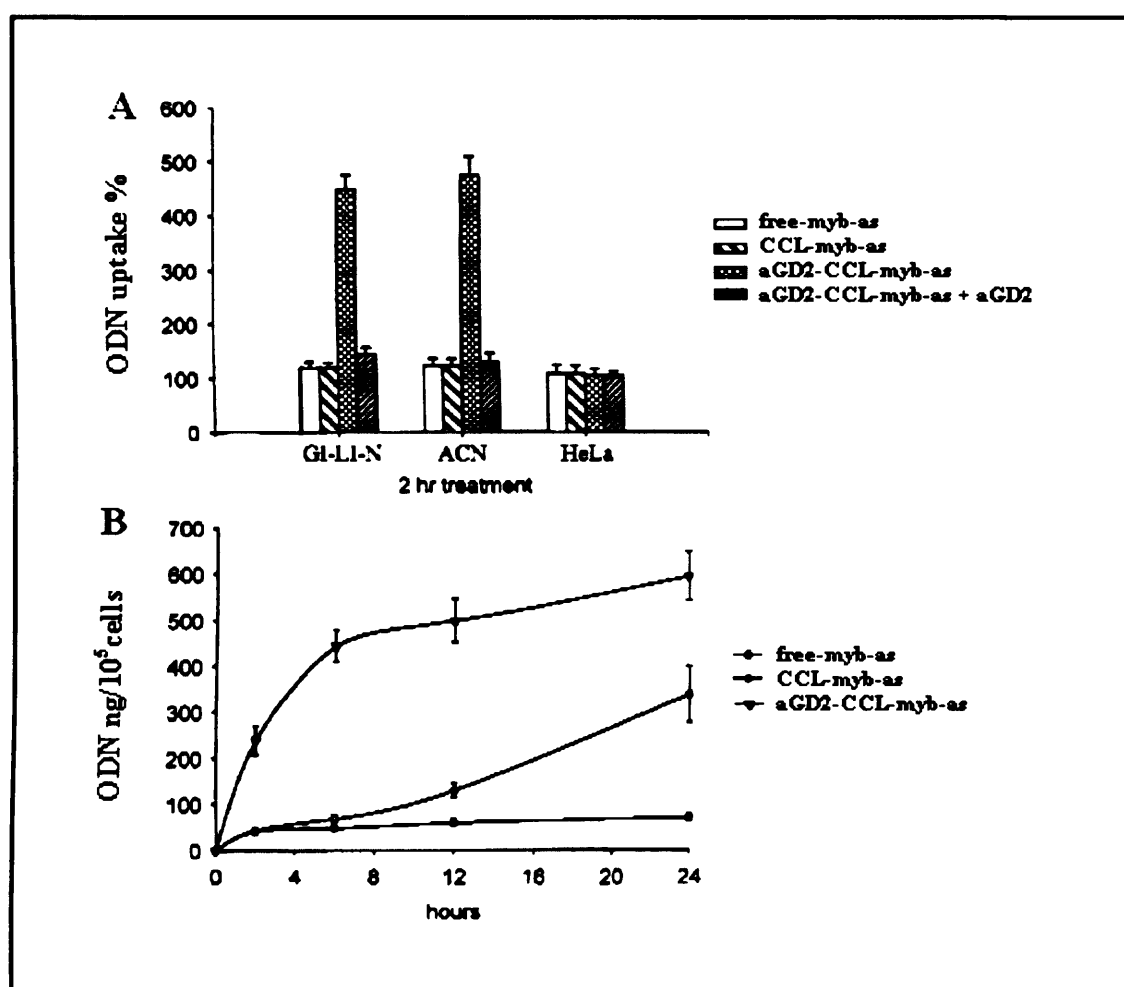 A
600
500
400
300
200
100
0
ODN uptake %
GI-LI-N ACN HeLa
2 hr treatment
free-myb-as
CCL-myb-as
aGD2-CCL-myb-as
aGD2-CCL-myb-as + aGD2
B
700
600
500
400
300
200
100
0
ODN ng/10⁵ cells
0 4 8 12 16 20 24
hours
free-myb-as
CCL-myb-as
aGD2-CCL-myb-as